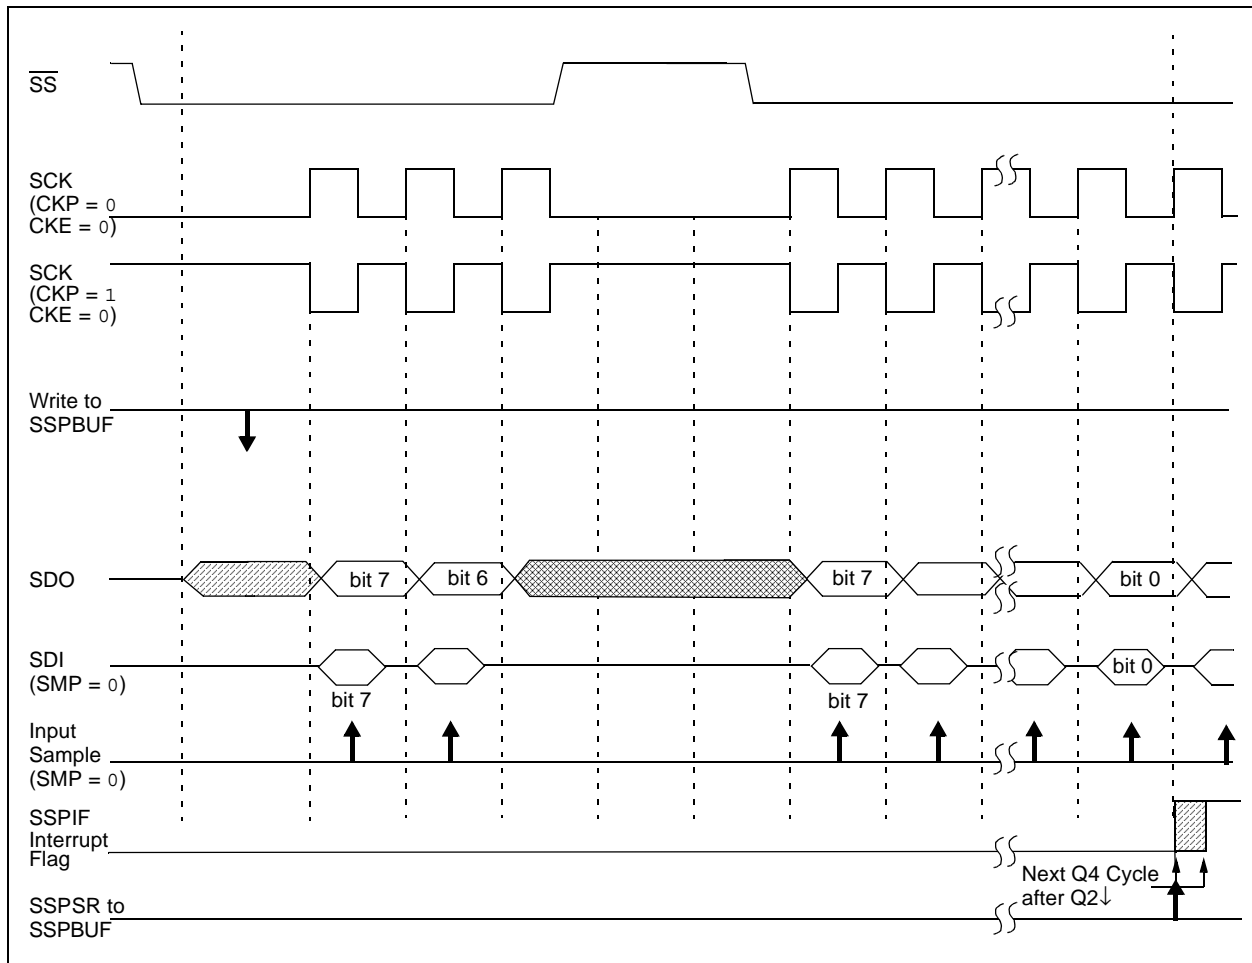 SS
SCK
(CKP = 0
CKE = 0)
SCK
(CKP = 1
CKE = 0)
Write to
SSPBUF
SDO
bit 7
bit 6
bit 7
bit 0
SDI
(SMP = 0)
bit 7
bit 7
bit 0
Input
Sample
(SMP = 0)
SSPIF
Interrupt
Flag
Next Q4 Cycle
after Q2↓
SSPSR to
SSPBUF